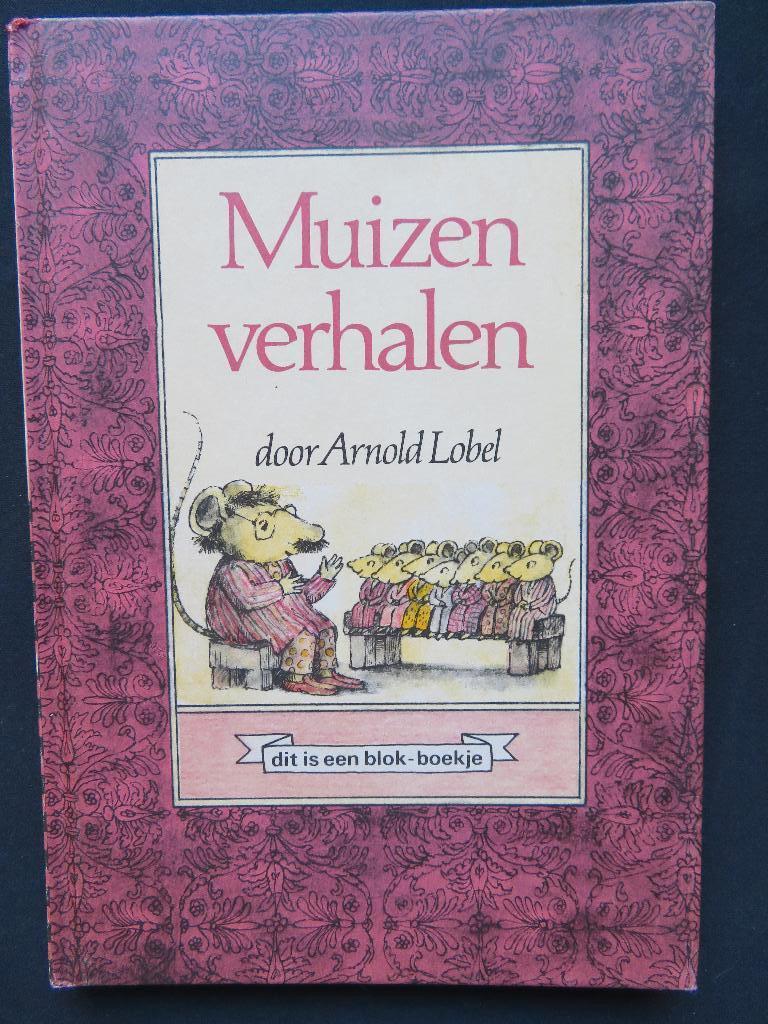 Muizen
verhalen
door Arnold Lobel
dit is een blok-boekje